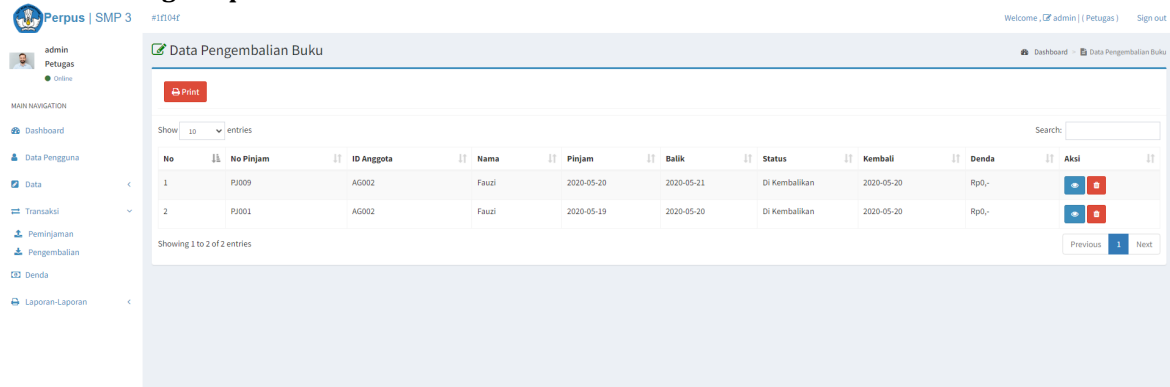 Perpus | SMP 3
#1f104f
Welcome , admin | ( Petugas ) Sign out
admin
Petugas
Online
MAIN NAVIGATION
Dashboard
Data Pengguna
Data
Transaksi
Peminjaman
Pengembalian
Denda
Laporan-Laporan
Data Pengembalian Buku
Dashboard > Data Pengembalian Buku
Print
Show 10 entries
Search:
No No Pinjam ID Anggota Nama Pinjam Balik Status Kembali Denda Aksi
1 PJ009 AG002 Fauzi 2020-05-20 2020-05-21 Di Kembalikan 2020-05-20 Rp0,-
2 PJ001 AG002 Fauzi 2020-05-19 2020-05-20 Di Kembalikan 2020-05-20 Rp0,-
Showing 1 to 2 of 2 entries
Previous 1 Next